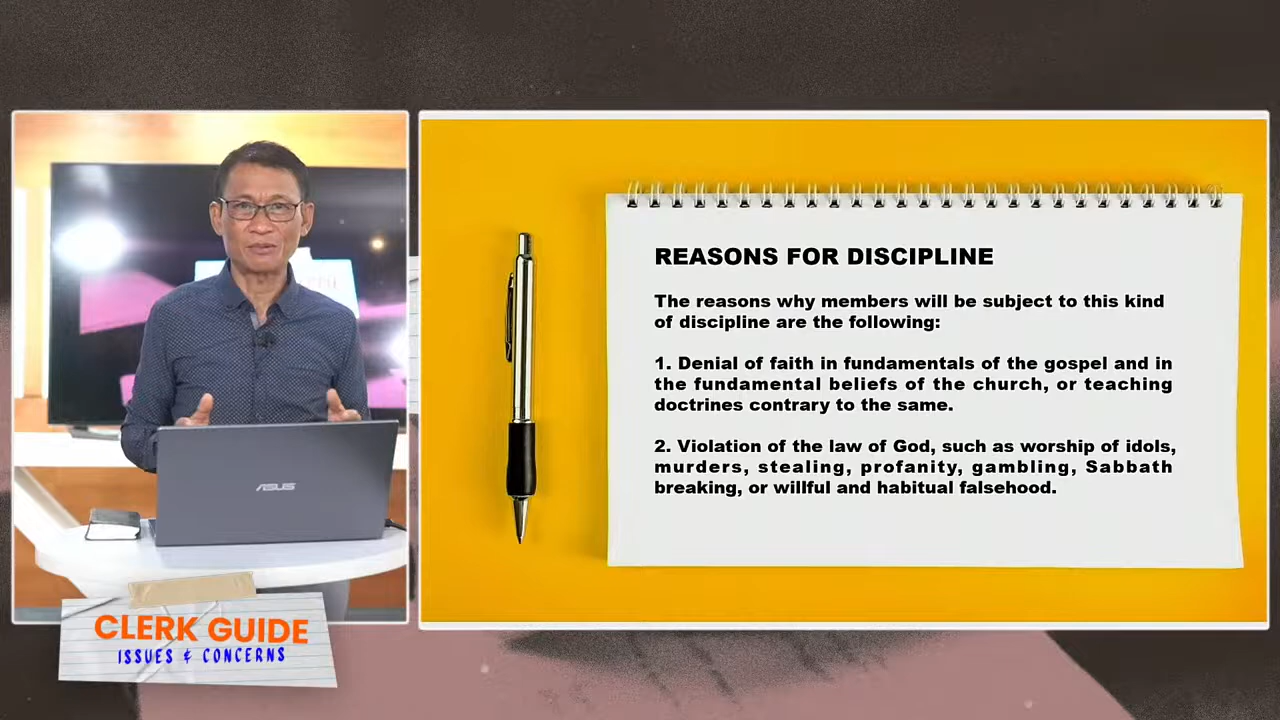 REASONS FOR DISCIPLINE
The reasons why members will be subject to this kind
of discipline are the following:
1. Denial of faith in fundamentals of the gospel and in
the fundamental beliefs of the church, or teaching
doctrines contrary to the same.
2. Violation of the law of God, such as worship of idols,
murders, stealing, profanity, gambling, Sabbath
breaking, or willful and habitual falsehood.
ASUS
CLERK GUIDE
ISSUES & CONCERNS